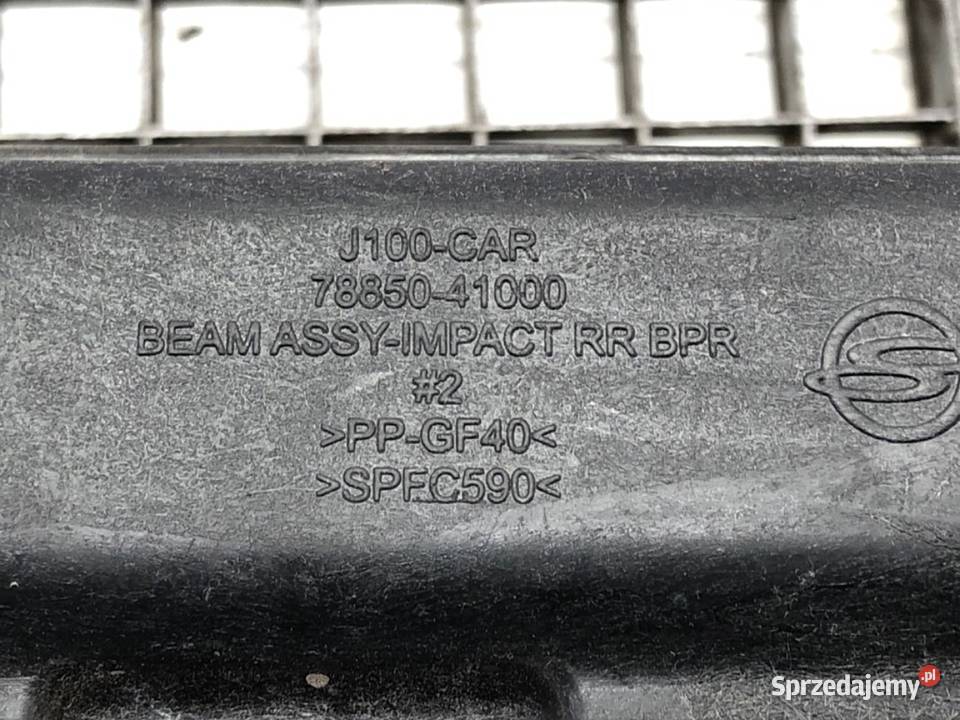 J100-CAR
78850-41000
BEAM ASSY-IMPACT RR BPR
#2
>PP-GF40<
>SPFC590<
Sprzedajemy.pl